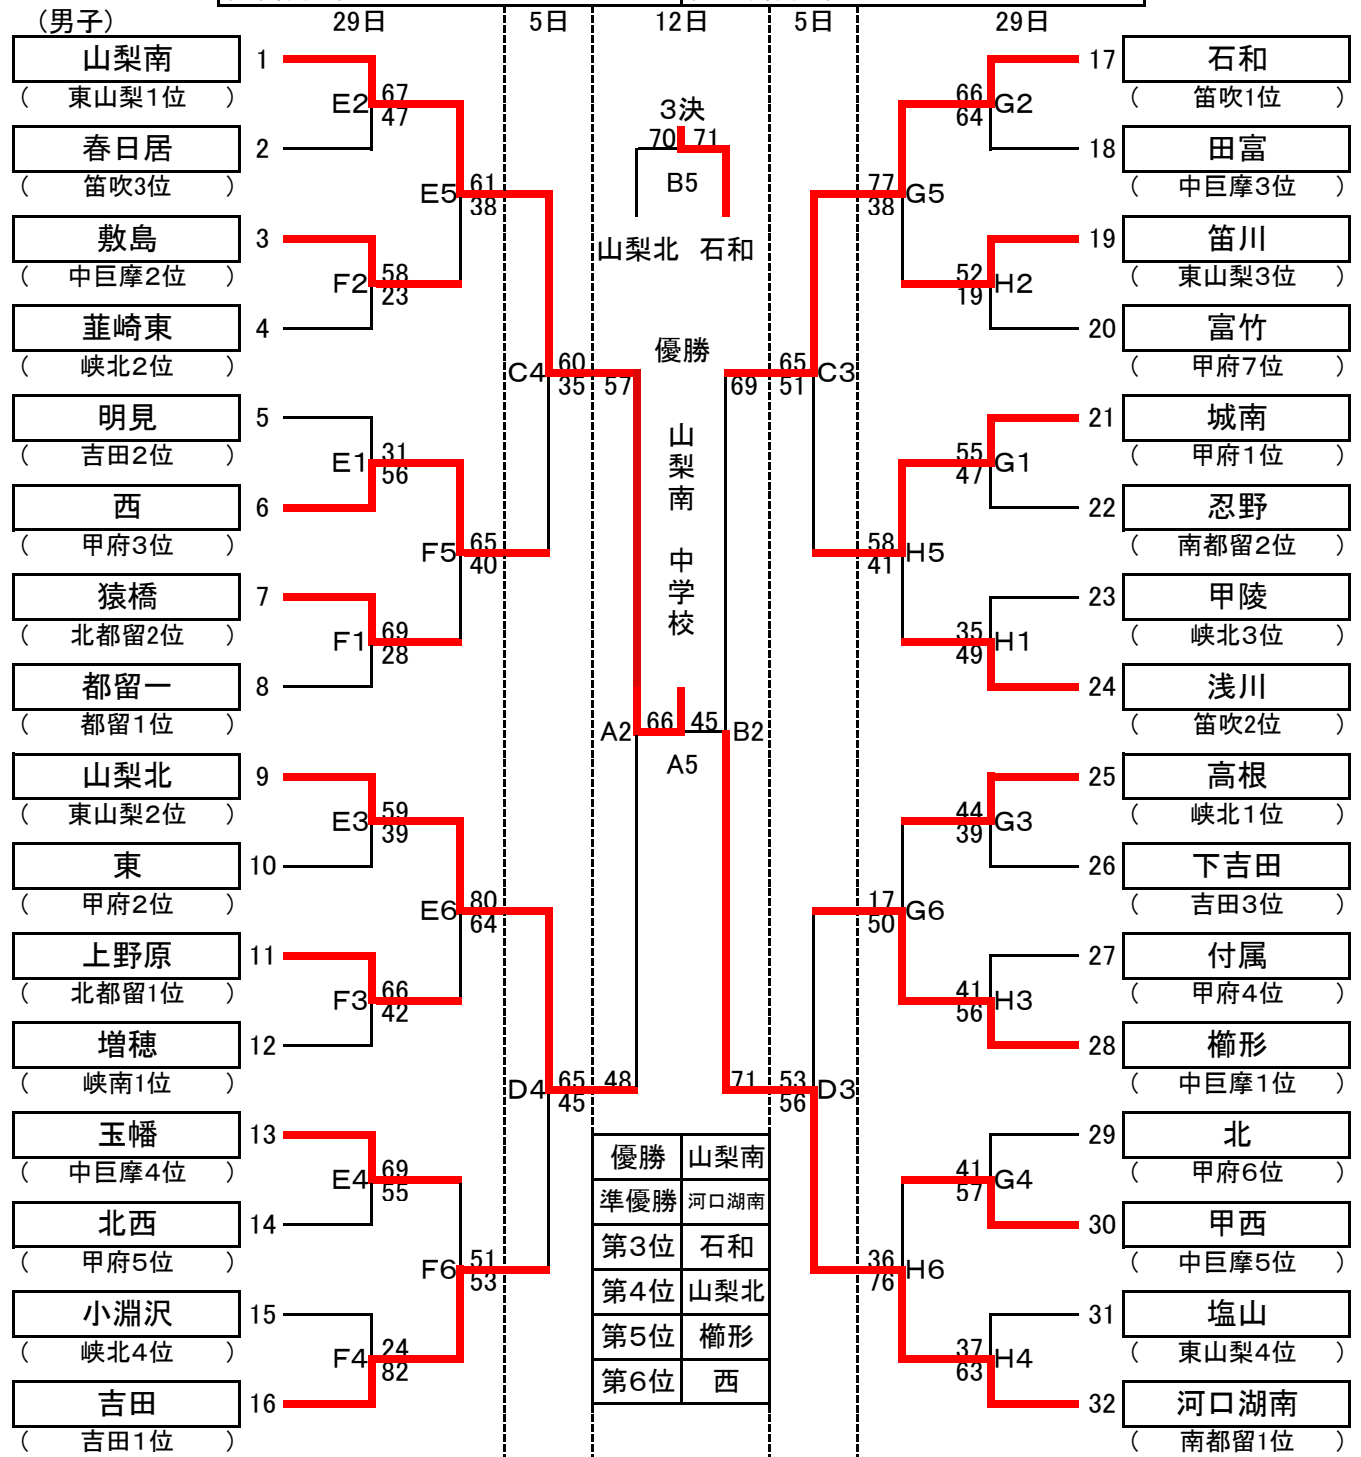 (男子)
29日 5日 12日 5日 29日
山梨南 1
( 東山梨1位 )
E2 67 47
春日居 2
( 笛吹3位 )
E5 61 38
敷島 3
( 中巨摩2位 )
F2 58 23
韮崎東 4
( 峡北2位 )
C4 60 35
明見 5
( 吉田2位 )
E1 31 56
西 6
( 甲府3位 )
F5 65 40
猿橋 7
( 北都留2位 )
F1 69 28
都留一 8
( 都留1位 )
山梨北 9
( 東山梨2位 )
E3 59 39
東 10
( 甲府2位 )
E6 80 64
上野原 11
( 北都留1位 )
F3 66 42
増穂 12
( 峡南1位 )
D4 65 45
玉幡 13
( 中巨摩4位 )
E4 69 55
北西 14
( 甲府5位 )
F6 51 53
小淵沢 15
( 峡北4位 )
F4 24 82
吉田 16
( 吉田1位 )
3決
70 71
B5
山梨北 石和
優勝
57 69
山梨南 中学校
A2 66 45 B2
A5
48 71
優勝 山梨南
準優勝 河口湖南
第3位 石和
第4位 山梨北
第5位 櫛形
第6位 西
17 石和
( 笛吹1位 )
66 64 G2
18 田富
( 中巨摩3位 )
77 38 G5
19 笛川
( 東山梨3位 )
52 19 H2
20 富竹
( 甲府7位 )
65 51 C3
21 城南
( 甲府1位 )
55 47 G1
22 忍野
( 南都留2位 )
58 41 H5
23 甲陵
( 峡北3位 )
35 49 H1
24 浅川
( 笛吹2位 )
25 高根
( 峡北1位 )
44 39 G3
26 下吉田
( 吉田3位 )
17 50 G6
27 付属
( 甲府4位 )
41 56 H3
28 櫛形
( 中巨摩1位 )
53 56 D3
29 北
( 甲府6位 )
41 57 G4
30 甲西
( 中巨摩5位 )
36 76 H6
31 塩山
( 東山梨4位 )
37 63 H4
32 河口湖南
( 南都留1位 )